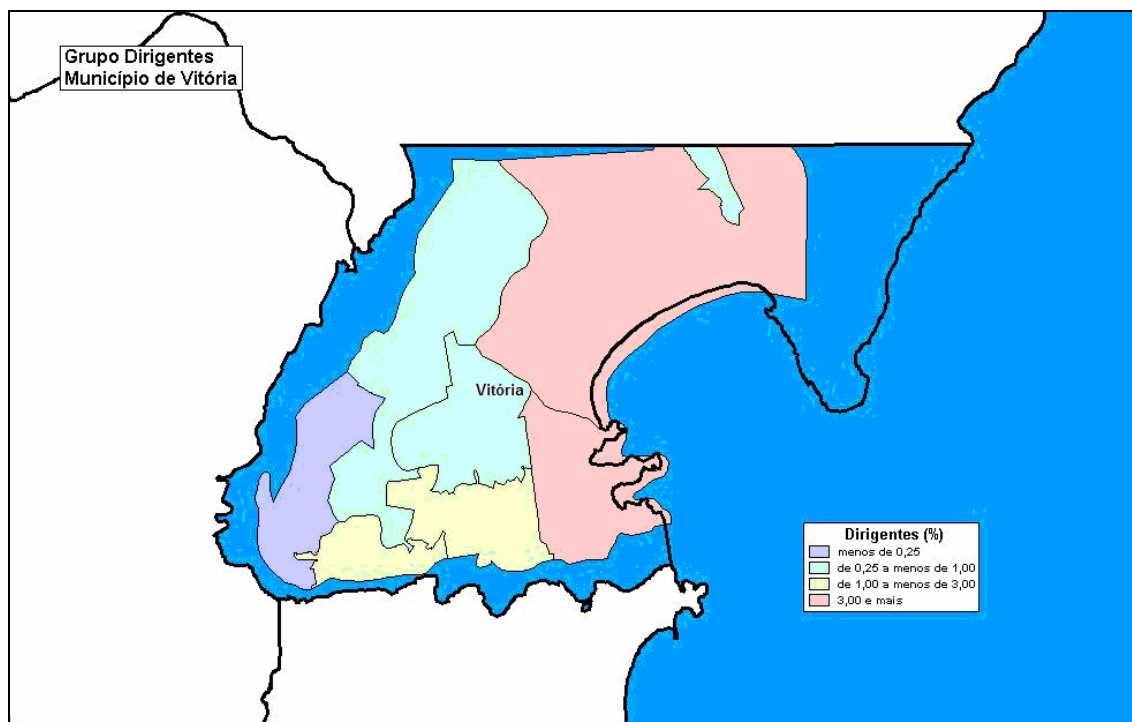 Grupo Dirigentes
Município de Vitória
Vitória
Dirigentes (%)
menos de 0,25
de 0,25 a menos de 1,00
de 1,00 a menos de 3,00
3,00 e mais